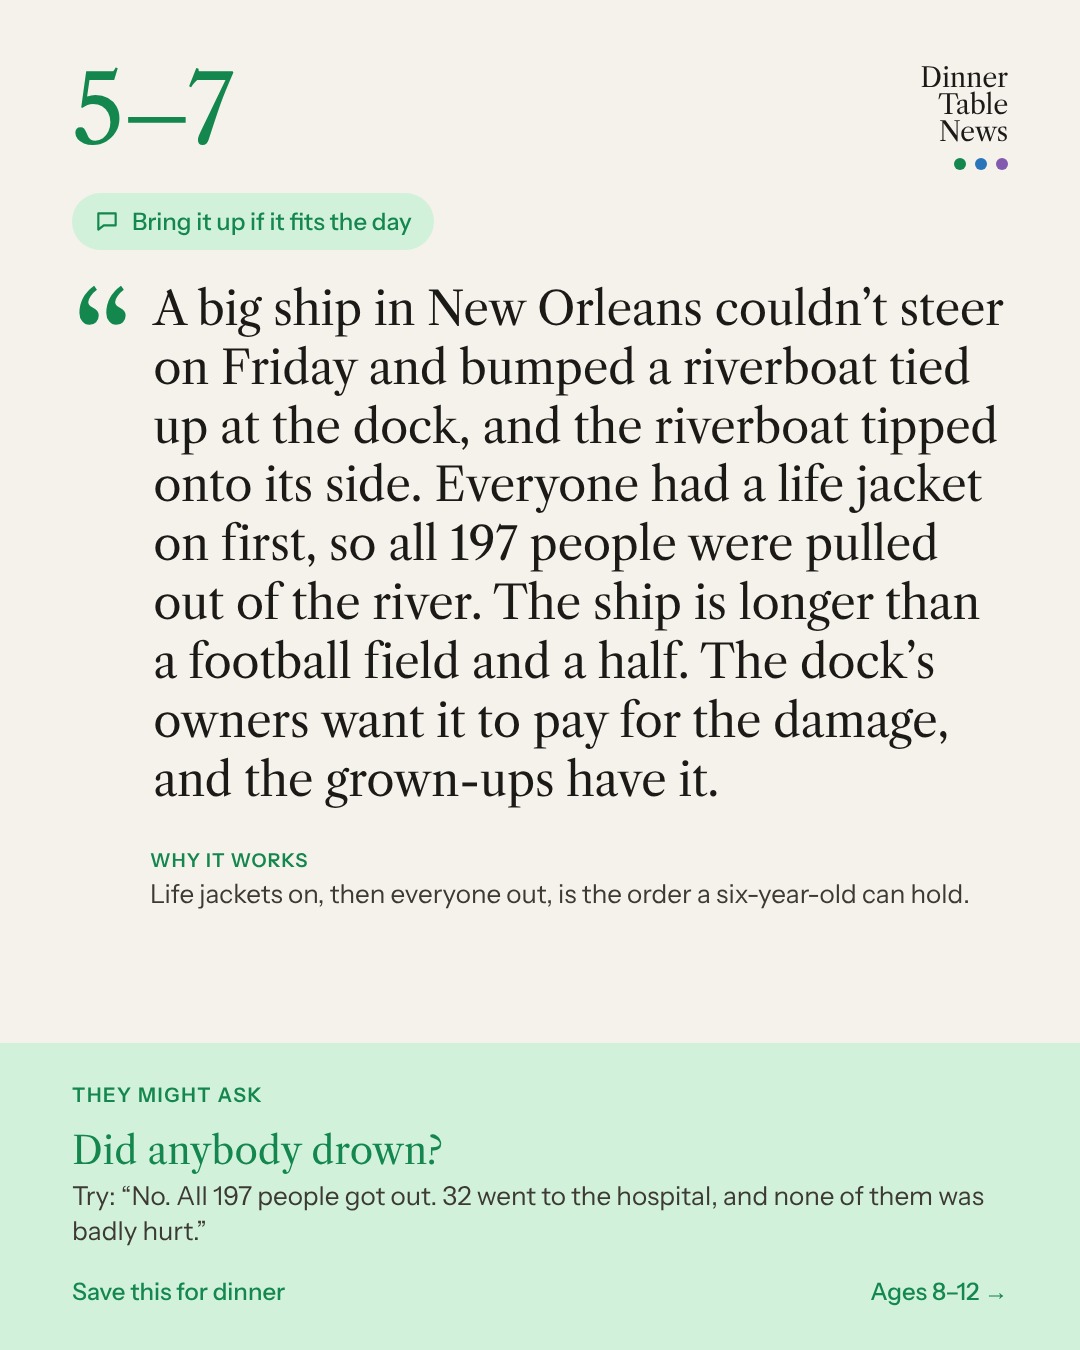 5–7
Dinner
Table
News
Bring it up if it fits the day
“ A big ship in New Orleans couldn’t steer
on Friday and bumped a riverboat tied
up at the dock, and the riverboat tipped
onto its side. Everyone had a life jacket
on first, so all 197 people were pulled
out of the river. The ship is longer than
a football field and a half. The dock’s
owners want it to pay for the damage,
and the grown-ups have it.
WHY IT WORKS
Life jackets on, then everyone out, is the order a six-year-old can hold.
THEY MIGHT ASK
Did anybody drown?
Try: “No. All 197 people got out. 32 went to the hospital, and none of them was
badly hurt.”
Save this for dinner
Ages 8–12 →